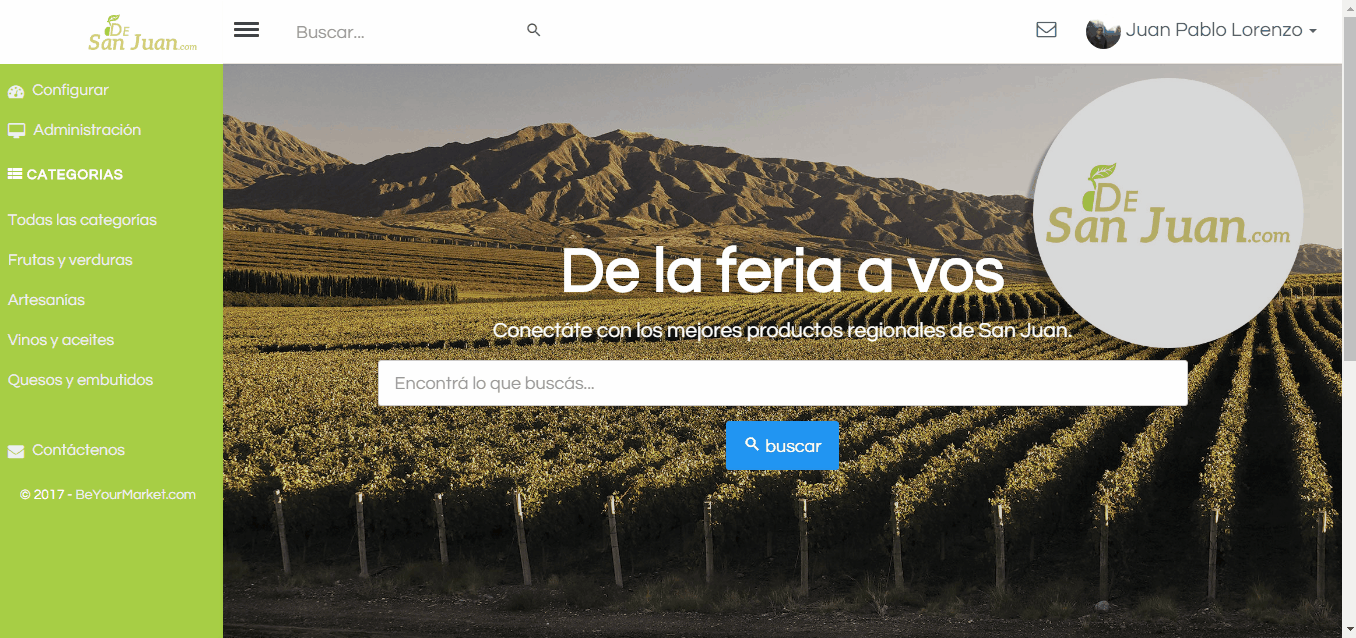 DE
San Juan.com
Buscar...
Juan Pablo Lorenzo
Configurar
Administración
CATEGORIAS
Todas las categorías
Frutas y verduras
Artesanías
Vinos y aceites
Quesos y embutidos
Contáctenos
© 2017 - BeYourMarket.com
DE
San Juan.com
De la feria a vos
Conectáte con los mejores productos regionales de San Juan.
Encontrá lo que buscás...
buscar